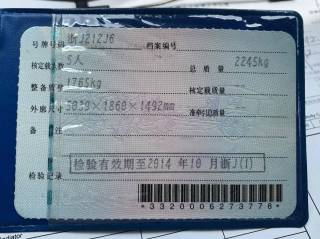 号牌号码 浙J212J6 档案编号
核定载人数 5人 总质量 2245kg
整备质量 1765kg 核定载质量 --
外廓尺寸 5030×1860×1492mm 准牵引总质量 --
备注
检验有效期至2014年10月浙J(1)
检验记录
*3320006273776*